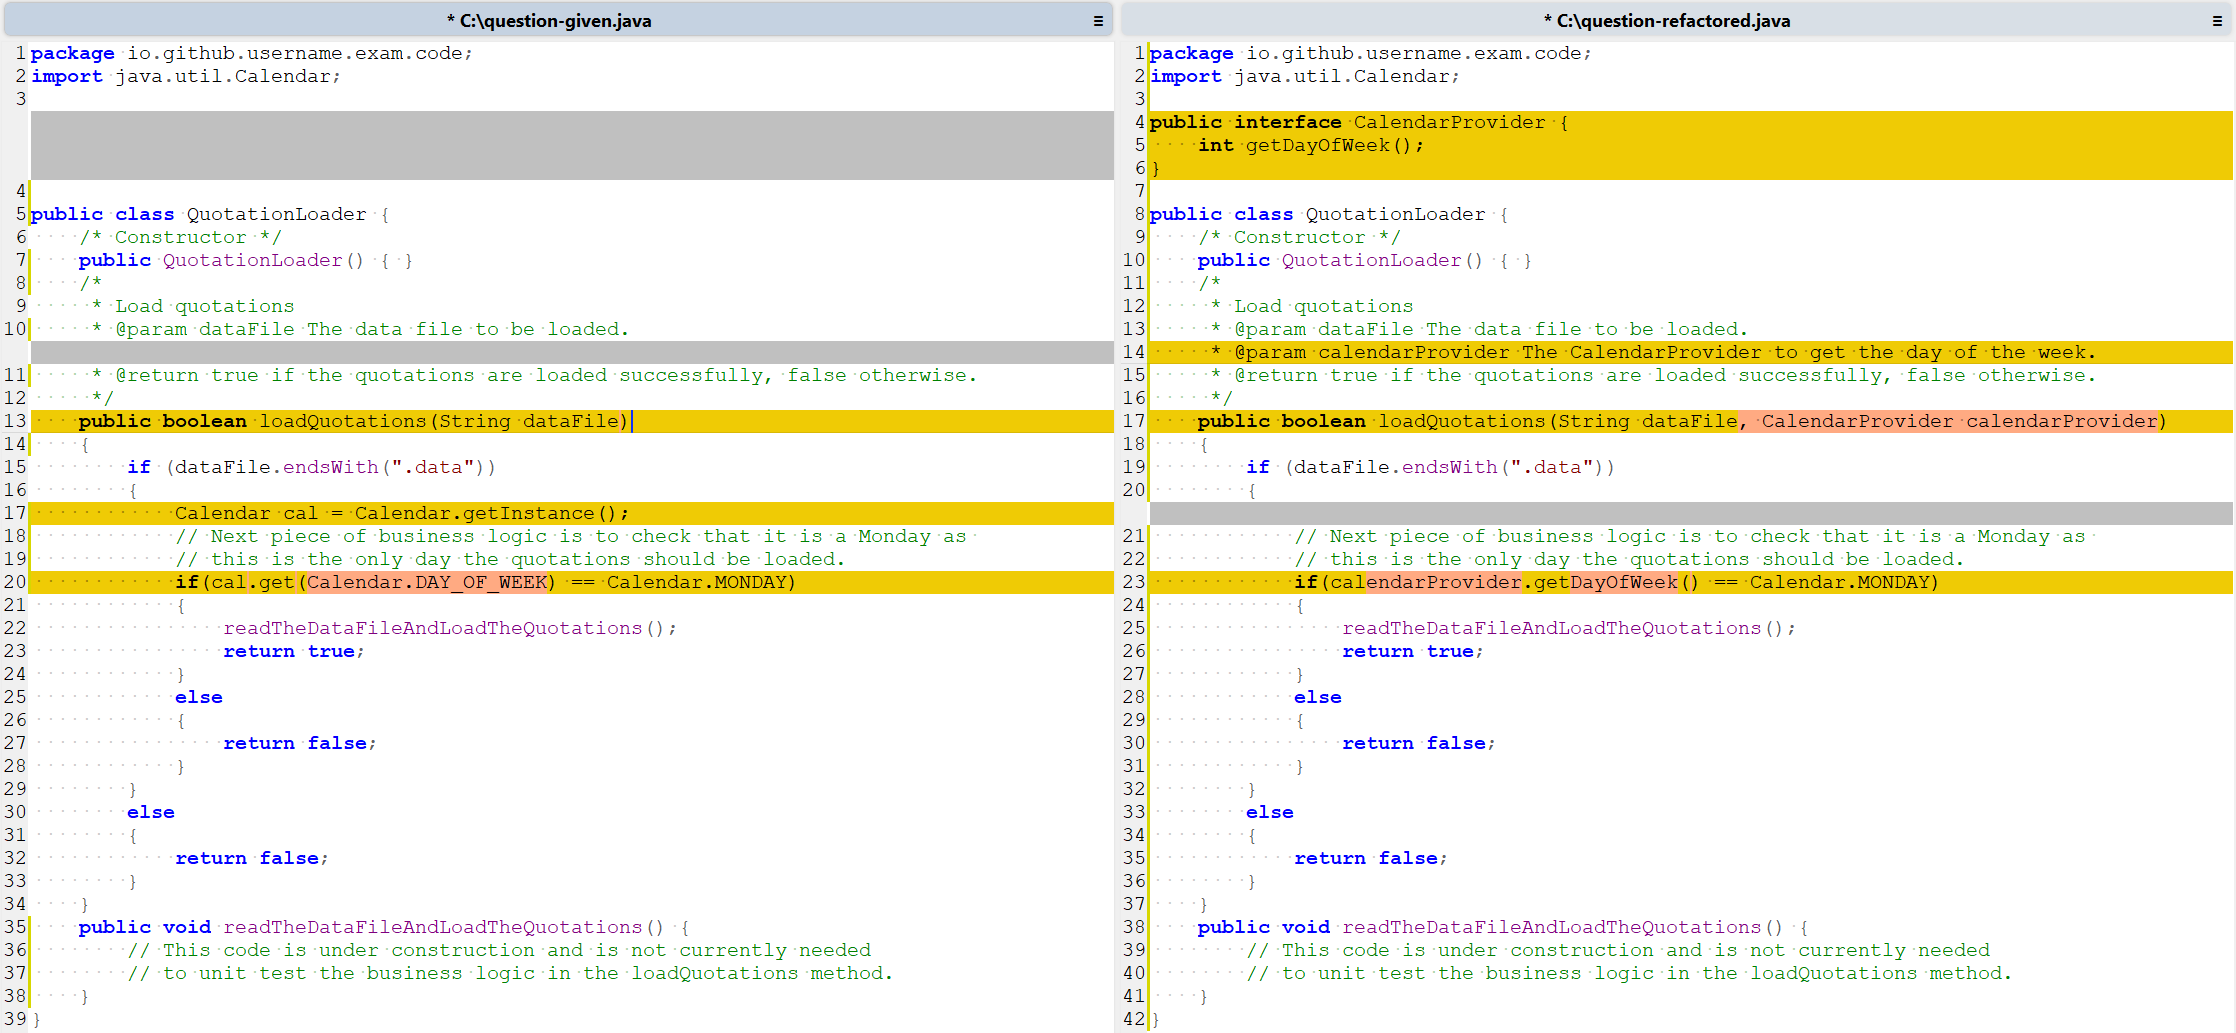 * C:\question-given.java ≡
1 package io.github.username.exam.code;
2 import java.util.Calendar;
3
4
5 public class QuotationLoader {
6     /* Constructor */
7     public QuotationLoader() { }
8     /*
9      * Load quotations
10      * @param dataFile The data file to be loaded.
11      * @return true if the quotations are loaded successfully, false otherwise.
12      */
13     public boolean loadQuotations(String dataFile)
14     {
15         if (dataFile.endsWith(".data"))
16         {
17             Calendar cal = Calendar.getInstance();
18             // Next piece of business logic is to check that it is a Monday as
19             // this is the only day the quotations should be loaded.
20             if(cal.get(Calendar.DAY_OF_WEEK) == Calendar.MONDAY)
21             {
22                 readTheDataFileAndLoadTheQuotations();
23                 return true;
24             }
25             else
26             {
27                 return false;
28             }
29         }
30         else
31         {
32             return false;
33         }
34     }
35     public void readTheDataFileAndLoadTheQuotations() {
36         // This code is under construction and is not currently needed
37         // to unit test the business logic in the loadQuotations method.
38     }
39 }
* C:\question-refactored.java ≡
1 package io.github.username.exam.code;
2 import java.util.Calendar;
3
4 public interface CalendarProvider {
5     int getDayOfWeek();
6 }
7
8 public class QuotationLoader {
9     /* Constructor */
10     public QuotationLoader() { }
11     /*
12      * Load quotations
13      * @param dataFile The data file to be loaded.
14      * @param calendarProvider The CalendarProvider to get the day of the week.
15      * @return true if the quotations are loaded successfully, false otherwise.
16      */
17     public boolean loadQuotations(String dataFile, CalendarProvider calendarProvider)
18     {
19         if (dataFile.endsWith(".data"))
20         {
21             // Next piece of business logic is to check that it is a Monday as
22             // this is the only day the quotations should be loaded.
23             if(calendarProvider.getDayOfWeek() == Calendar.MONDAY)
24             {
25                 readTheDataFileAndLoadTheQuotations();
26                 return true;
27             }
28             else
29             {
30                 return false;
31             }
32         }
33         else
34         {
35             return false;
36         }
37     }
38     public void readTheDataFileAndLoadTheQuotations() {
39         // This code is under construction and is not currently needed
40         // to unit test the business logic in the loadQuotations method.
41     }
42 }